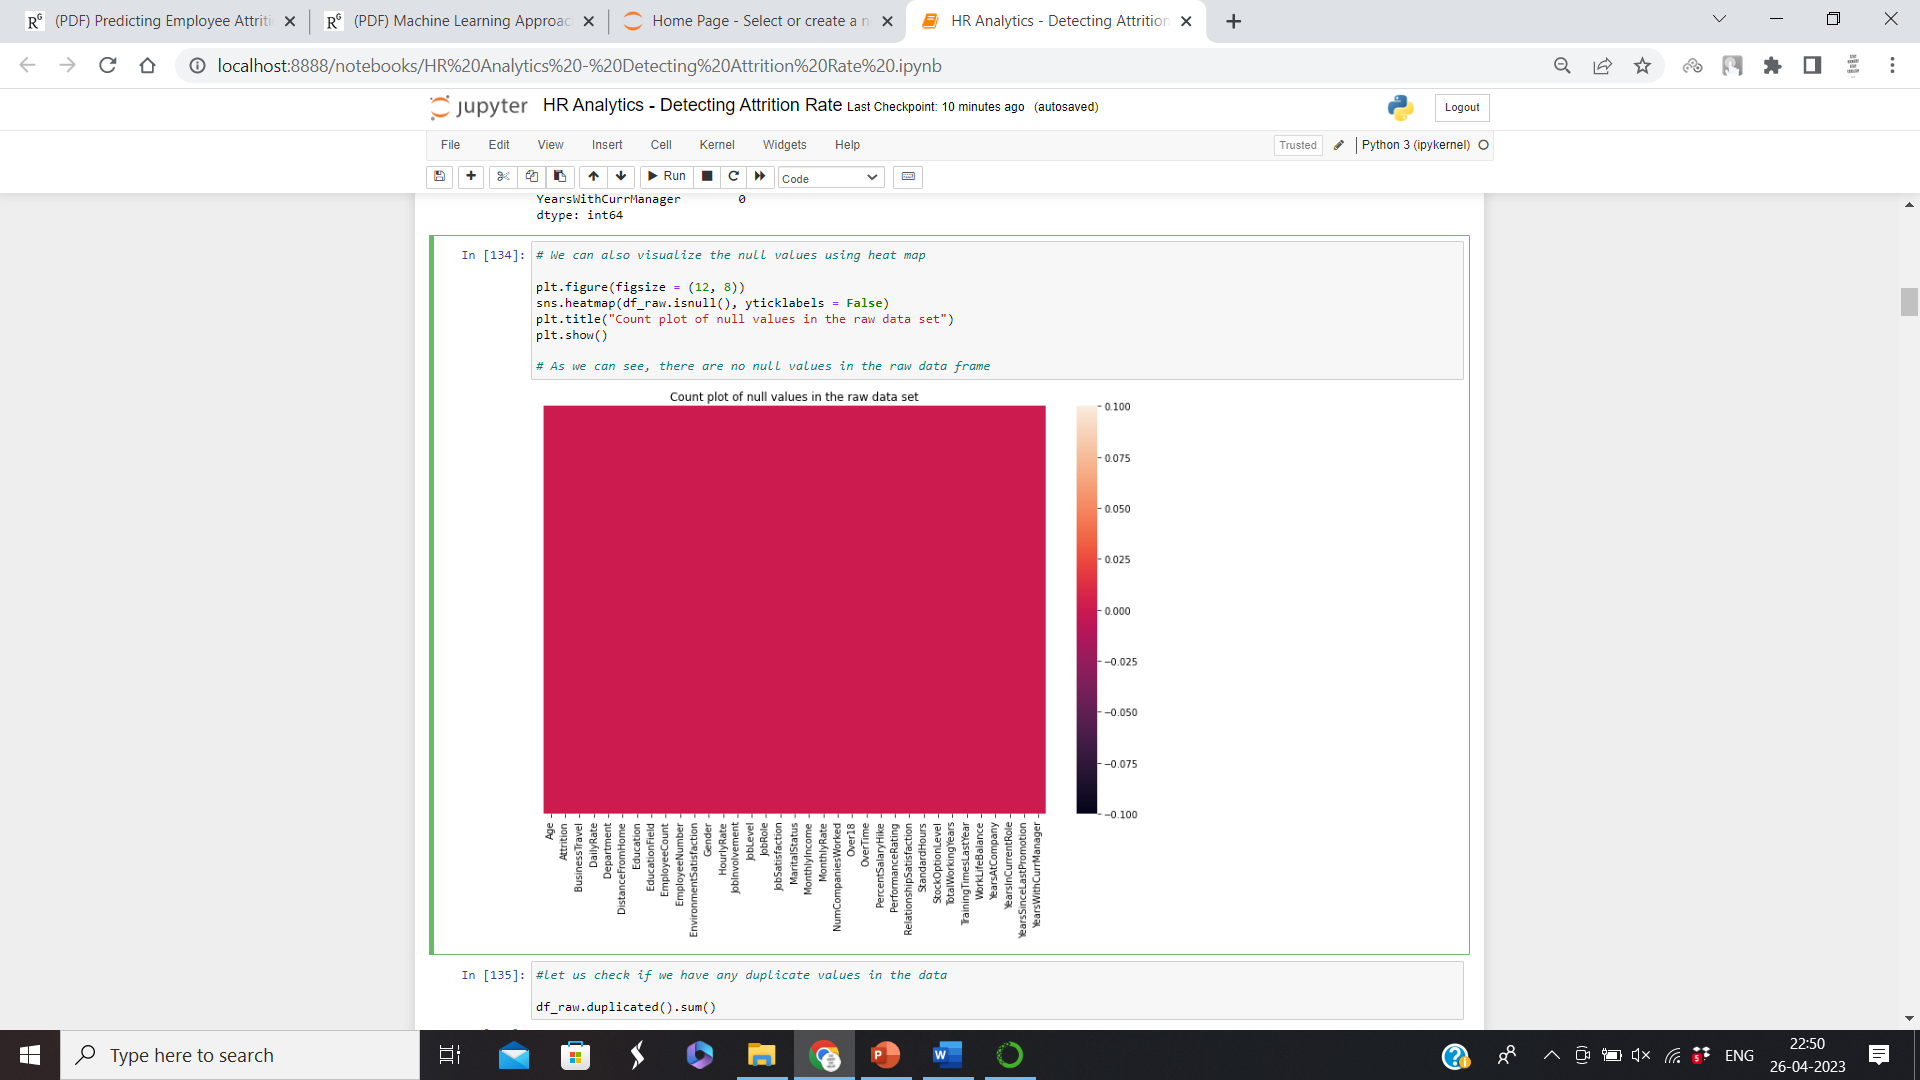 (PDF) Predicting Employee Attriti
(PDF) Machine Learning Approac
Home Page - Select or create a n
HR Analytics - Detecting Attrition
localhost:8888/notebooks/HR%20Analytics%20-%20Detecting%20Attrition%20Rate%20.ipynb
jupyter HR Analytics - Detecting Attrition Rate Last Checkpoint: 10 minutes ago (autosaved)
Logout
File Edit View Insert Cell Kernel Widgets Help
Trusted Python 3 (ipykernel)
Run Code
YearsWithCurrManager 0
dtype: int64
In [134]: # We can also visualize the null values using heat map
plt.figure(figsize = (12, 8))
sns.heatmap(df_raw.isnull(), yticklabels = False)
plt.title("Count plot of null values in the raw data set")
plt.show()
# As we can see, there are no null values in the raw data frame
Count plot of null values in the raw data set
0.100
0.075
0.050
0.025
0.000
−0.025
−0.050
−0.075
−0.100
Age
Attrition
BusinessTravel
DailyRate
Department
DistanceFromHome
Education
EducationField
EmployeeCount
EmployeeNumber
EnvironmentSatisfaction
Gender
HourlyRate
JobInvolvement
JobLevel
JobRole
JobSatisfaction
MaritalStatus
MonthlyIncome
MonthlyRate
NumCompaniesWorked
Over18
OverTime
PercentSalaryHike
PerformanceRating
RelationshipSatisfaction
StandardHours
StockOptionLevel
TotalWorkingYears
TrainingTimesLastYear
WorkLifeBalance
YearsAtCompany
YearsInCurrentRole
YearsSinceLastPromotion
YearsWithCurrManager
In [135]: #let us check if we have any duplicate values in the data
df_raw.duplicated().sum()
Type here to search
ENG
22:50
26-04-2023